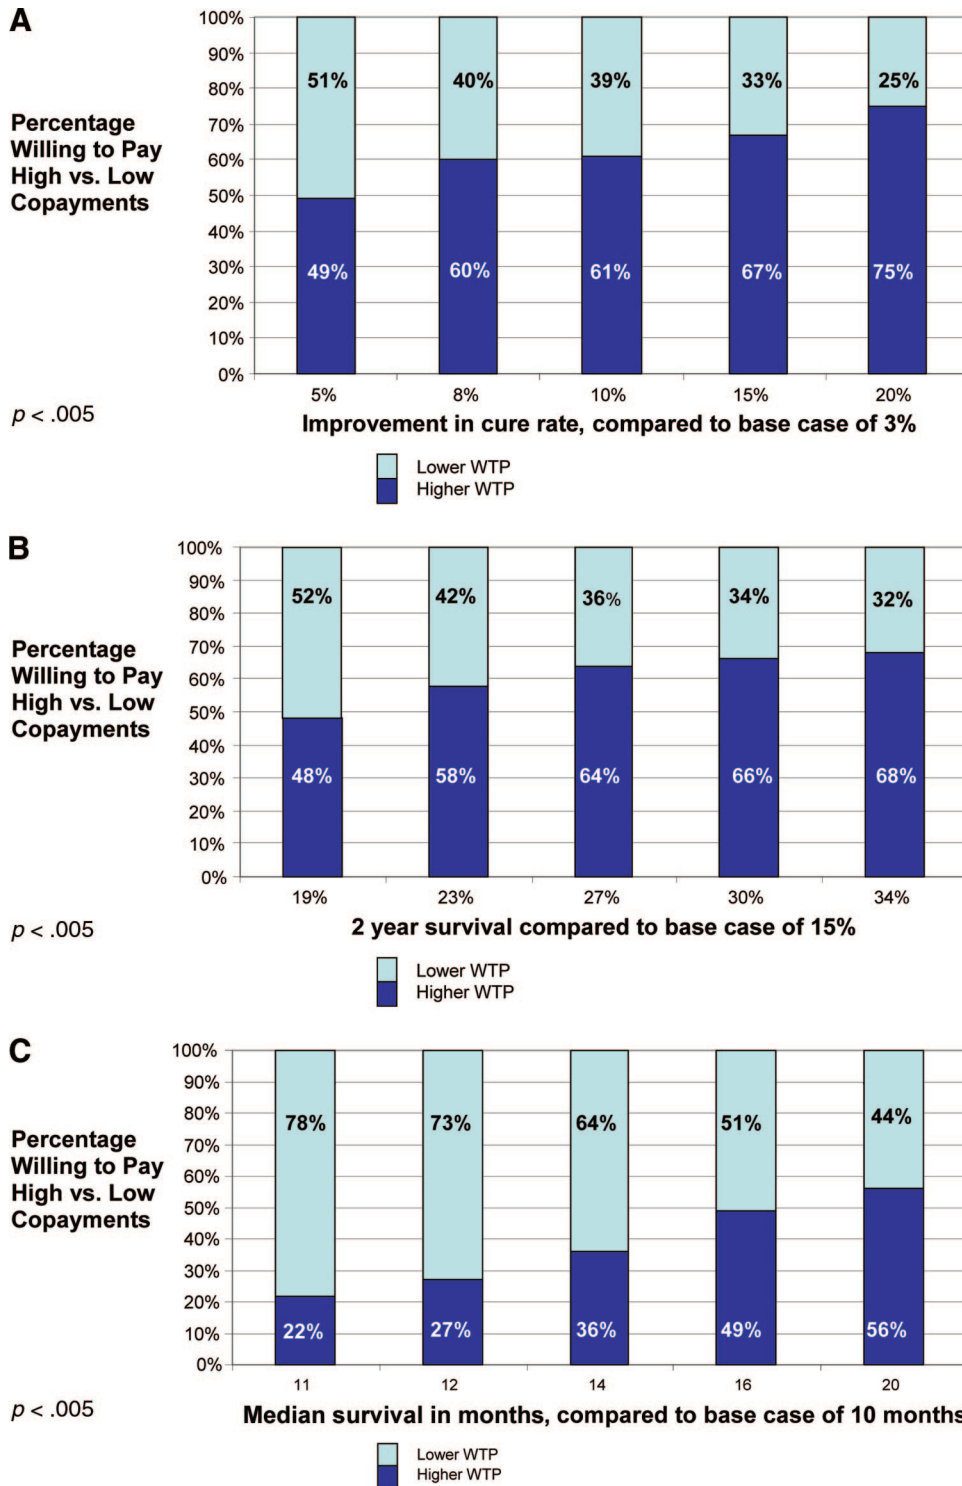 A
Percentage
Willing to Pay
High vs. Low
Copayments
100%
90%
80%
70%
60%
50%
40%
30%
20%
10%
0%
51%
40%
39%
33%
25%
49%
60%
61%
67%
75%
5%
8%
10%
15%
20%
p < .005
Improvement in cure rate, compared to base case of 3%
Lower WTP
Higher WTP
B
Percentage
Willing to Pay
High vs. Low
Copayments
100%
90%
80%
70%
60%
50%
40%
30%
20%
10%
0%
52%
42%
36%
34%
32%
48%
58%
64%
66%
68%
19%
23%
27%
30%
34%
p < .005
2 year survival compared to base case of 15%
Lower WTP
Higher WTP
C
Percentage
Willing to Pay
High vs. Low
Copayments
100%
90%
80%
70%
60%
50%
40%
30%
20%
10%
0%
78%
73%
64%
51%
44%
22%
27%
36%
49%
56%
11
12
14
16
20
p < .005
Median survival in months, compared to base case of 10 months
Lower WTP
Higher WTP